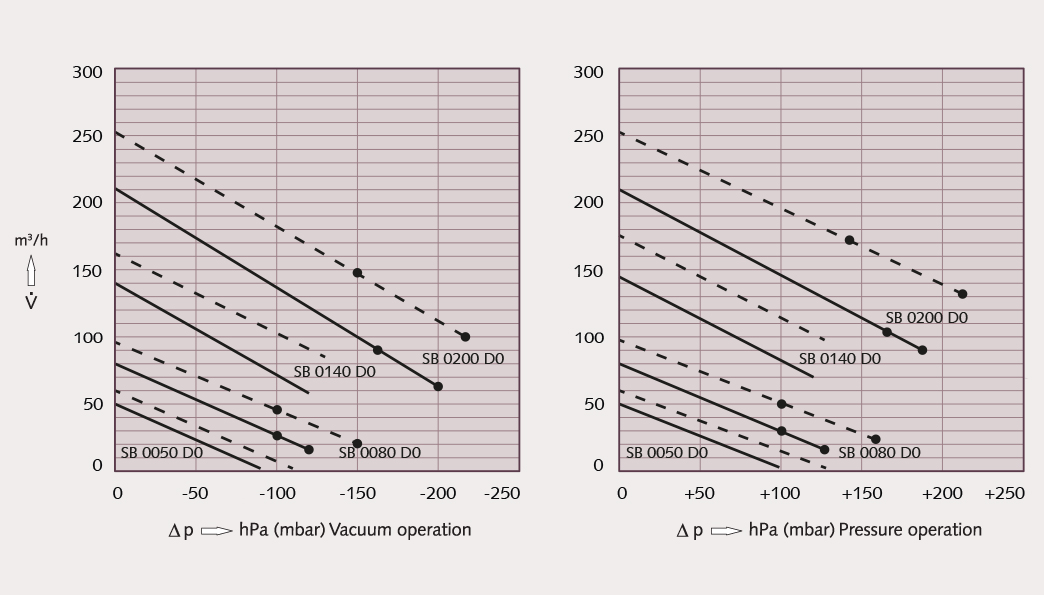 300
250
200
150
100
50
0
m³/h
V̇
SB 0200 D0
SB 0140 D0
SB 0050 D0
SB 0080 D0
0 -50 -100 -150 -200 -250
Δ p hPa (mbar) Vacuum operation
300
250
200
150
100
50
0
SB 0200 D0
SB 0140 D0
SB 0050 D0
SB 0080 D0
0 +50 +100 +150 +200 +250
Δ p hPa (mbar) Pressure operation